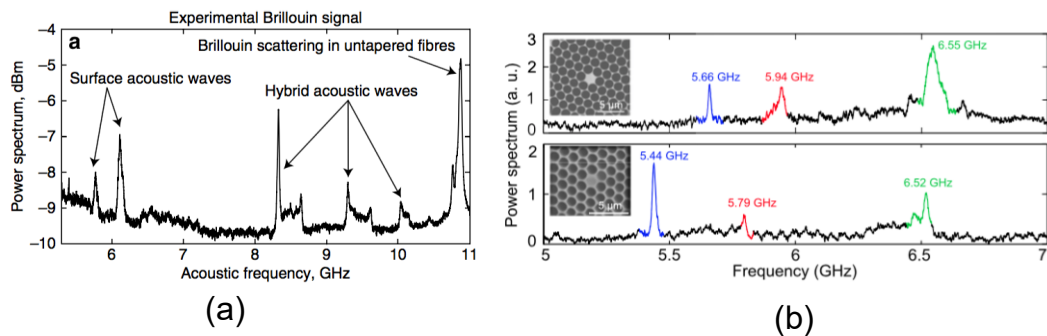 Experimental Brillouin signal
a
Brillouin scattering in untapered fibres
Surface acoustic waves
Hybrid acoustic waves
Power spectrum, dBm
–4
–5
–6
–7
–8
–9
–10
6
7
8
9
10
11
Acoustic frequency, GHz
(a)
3
2
1
0
5 μm
5.66 GHz
5.94 GHz
6.55 GHz
Power spectrum (a. u.)
2
1
0
5 μm
5.44 GHz
5.79 GHz
6.52 GHz
5
5.5
6
6.5
7
Frequency (GHz)
(b)